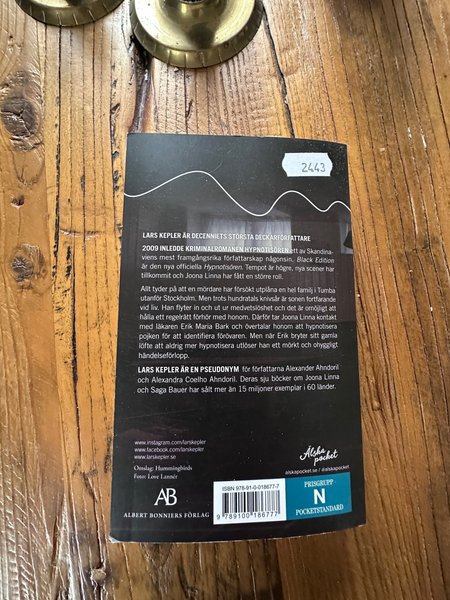 2443
LARS KEPLER ÄR DECENNIETS STÖRSTA DECKARFÖRFATTARE
2009 INLEDDE KRIMINALROMANEN HYPNOTISÖREN ett av Skandina-
viens mest framgångsrika författarskap någonsin. Black Edition
är den nya officiella Hypnotisören. Tempot är högre, nya scener har
tillkommit och Joona Linna har fått en större roll.
Allt tyder på att en mördare har försökt utplåna en hel familj i Tumba
utanför Stockholm. Men trots hundratals knivsår är sonen fortfarande
vid liv. Han flyter in och ut ur medvetslöshet och det är omöjligt att
hålla ett regelrätt förhör med honom. Därför tar Joona Linna kontakt
med läkaren Erik Maria Bark och övertalar honom att hypnotisera
pojken för att identifiera förövaren. Men när Erik bryter sitt gamla
löfte att aldrig mer hypnotisera utlöser han ett mörkt och ohyggligt
händelseförlopp.
LARS KEPLER ÄR EN PSEUDONYM för författarna Alexander Ahndoril
och Alexandra Coelho Ahndoril. Deras sju böcker om Joona Linna
och Saga Bauer har sålt mer än 15 miljoner exemplar i 60 länder.
www.instagram.com/larskepler
www.facebook.com/larskepler
www.larskepler.se
Omslag: Hummingbirds
Foto: Love Lannér
Älska
pocket
alskapocket.se / @alskapocket
AB
ALBERT BONNIERS FÖRLAG
ISBN 978-91-0-018677-7
9 789100 186777
PRISGRUPP
N
POCKETSTANDARD